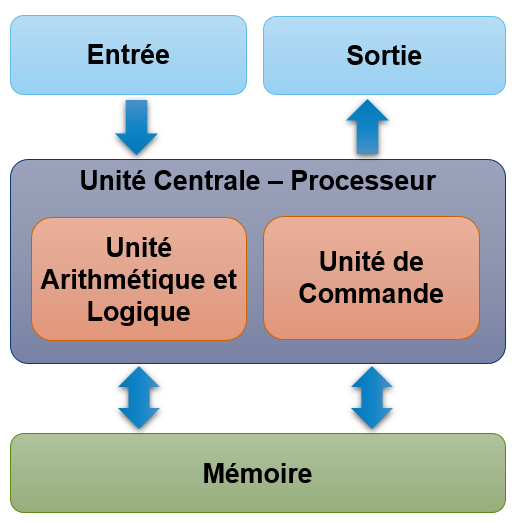 Entrée
Sortie
Unité Centrale – Processeur
Unité
Arithmétique et
Logique
Unité de
Commande
Mémoire